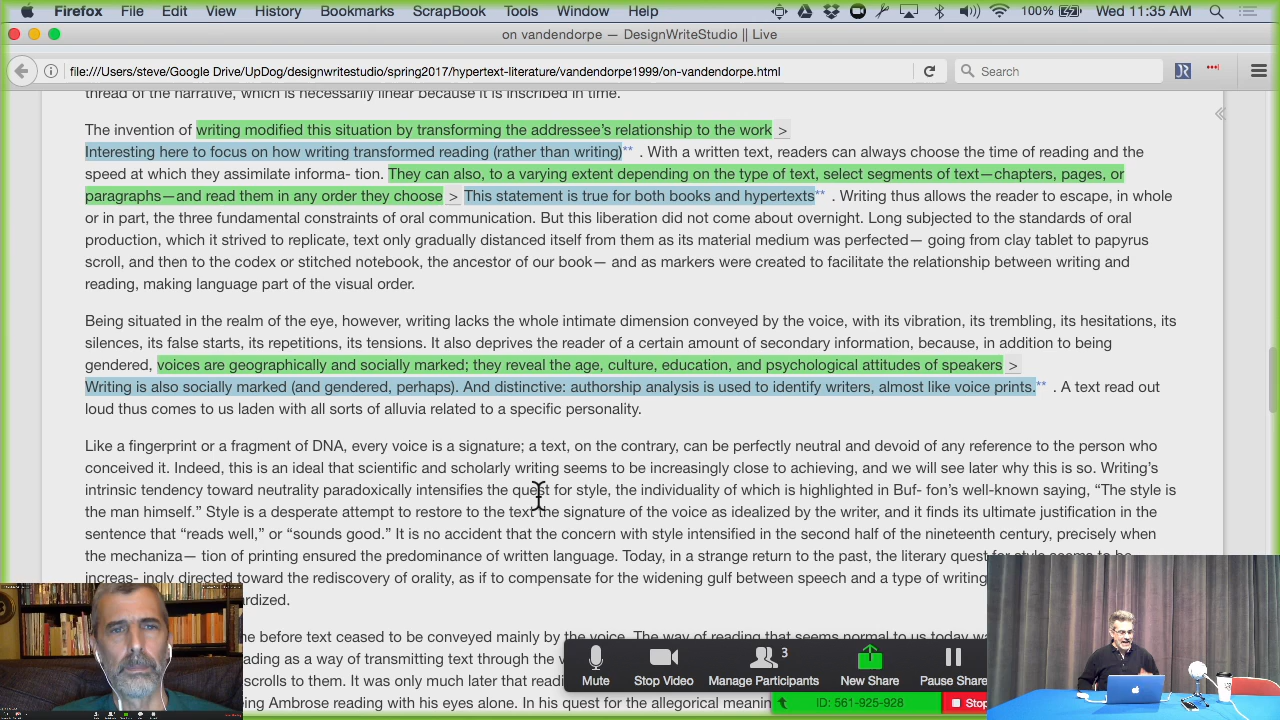 Firefox File Edit View History Bookmarks ScrapBook Tools Window Help 100% Wed 11:35 AM
on vandendorpe — DesignWriteStudio || Live
file:///Users/steve/Google Drive/UpDog/designwritestudio/spring2017/hypertext-literature/vandendorpe1999/on-vandendorpe.html Search
thread of the narrative, which is necessarily linear because it is inscribed in time.
The invention of writing modified this situation by transforming the addressee's relationship to the work >
Interesting here to focus on how writing transformed reading (rather than writing)** . With a written text, readers can always choose the time of reading and the
speed at which they assimilate informa- tion. They can also, to a varying extent depending on the type of text, select segments of text—chapters, pages, or
paragraphs—and read them in any order they choose > This statement is true for both books and hypertexts** . Writing thus allows the reader to escape, in whole
or in part, the three fundamental constraints of oral communication. But this liberation did not come about overnight. Long subjected to the standards of oral
production, which it strived to replicate, text only gradually distanced itself from them as its material medium was perfected— going from clay tablet to papyrus
scroll, and then to the codex or stitched notebook, the ancestor of our book— and as markers were created to facilitate the relationship between writing and
reading, making language part of the visual order.
Being situated in the realm of the eye, however, writing lacks the whole intimate dimension conveyed by the voice, with its vibration, its trembling, its hesitations, its
silences, its false starts, its repetitions, its tensions. It also deprives the reader of a certain amount of secondary information, because, in addition to being
gendered, voices are geographically and socially marked; they reveal the age, culture, education, and psychological attitudes of speakers >
Writing is also socially marked (and gendered, perhaps). And distinctive: authorship analysis is used to identify writers, almost like voice prints.** . A text read out
loud thus comes to us laden with all sorts of alluvia related to a specific personality.
Like a fingerprint or a fragment of DNA, every voice is a signature; a text, on the contrary, can be perfectly neutral and devoid of any reference to the person who
conceived it. Indeed, this is an ideal that scientific and scholarly writing seems to be increasingly close to achieving, and we will see later why this is so. Writing's
intrinsic tendency toward neutrality paradoxically intensifies the quest for style, the individuality of which is highlighted in Buf- fon's well-known saying, "The style is
the man himself." Style is a desperate attempt to restore to the text the signature of the voice as idealized by the writer, and it finds its ultimate justification in the
sentence that "reads well," or "sounds good." It is no accident that the concern with style intensified in the second half of the nineteenth century, precisely when
the mechaniza— tion of printing ensured the predominance of written language. Today, in a strange return to the past, the literary quest for style seems to be
increas- ingly directed toward the rediscovery of orality, as if to compensate for the widening gulf between speech and a type of writing
ardized.
e before text ceased to be conveyed mainly by the voice. The way of reading that seems normal to us today
ading as a way of transmitting text through the
scrolls to them. It was only much later that
ng Ambrose reading with his eyes alone. In his quest for the allegorical
Mute Stop Video 3 Manage Participants New Share Pause Share
ID: 561-925-928 Stop